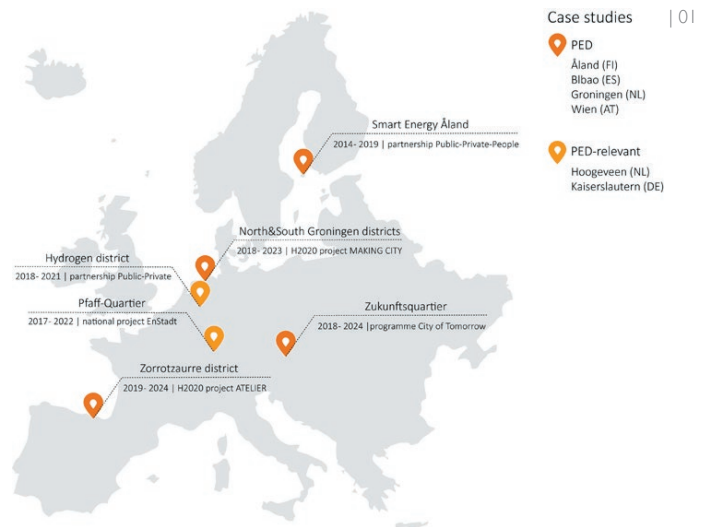 Case studies
| 01
PED
Åland (FI)
Blbao (ES)
Groningen (NL)
Wien (AT)
PED-relevant
Hoogeveen (NL)
Kaiserslautern (DE)
Smart Energy Åland
2014- 2019 | partnership Public-Private-People
North&South Groningen districts
2018- 2023 | H2020 project MAKING CITY
Hydrogen district
2018- 2021 | partnership Public-Private
Pfaff-Quartier
2017- 2022 | national project EnStadt
Zukunftsquartier
2018- 2024 |programme City of Tomorrow
Zorrotzaurre district
2019- 2024 | H2020 project ATELIER